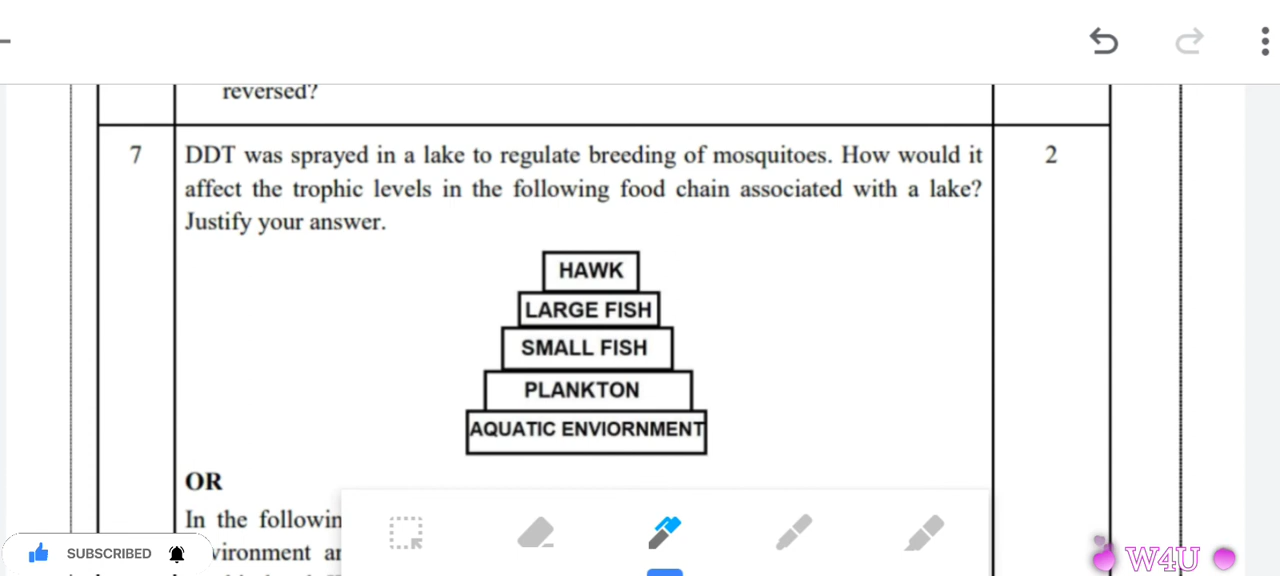 reversed?
7 DDT was sprayed in a lake to regulate breeding of mosquitoes. How would it 2
affect the trophic levels in the following food chain associated with a lake?
Justify your answer.
HAWK
LARGE FISH
SMALL FISH
PLANKTON
AQUATIC ENVIORNMENT
OR
In the followin
vironment ar
SUBSCRIBED
W4U